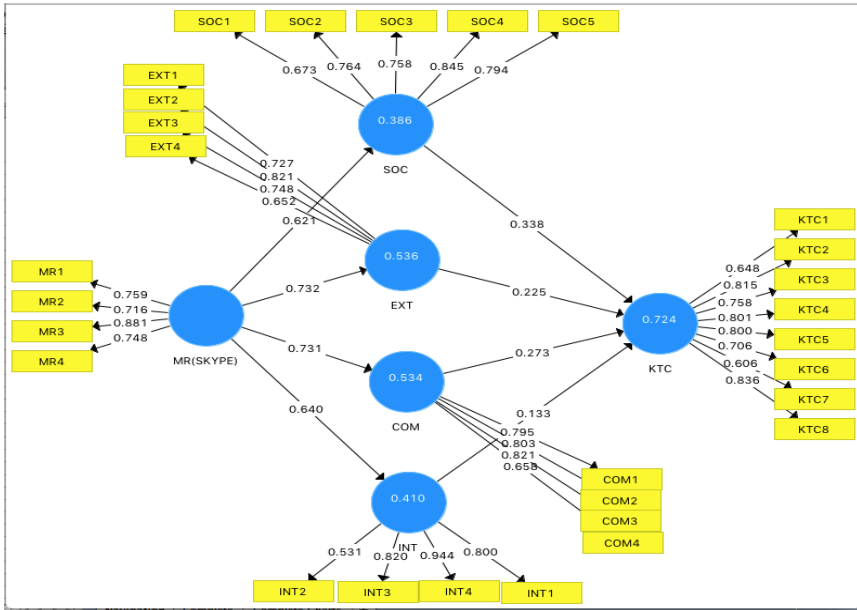 SOC1 SOC2 SOC3 SOC4 SOC5
0.673 0.764 0.758 0.845 0.794
EXT1
EXT2
EXT3
EXT4
0.386
SOC
0.727
0.821
0.748
0.652
0.621
0.338
0.536
EXT
MR1
MR2
MR3
MR4
0.759
0.716
0.881
0.748
MR(SKYPE)
0.732
0.731
0.640
0.225
0.273
0.133
0.724
KTC
KTC1
KTC2
KTC3
KTC4
KTC5
KTC6
KTC7
KTC8
0.648
0.815
0.758
0.801
0.800
0.706
0.606
0.836
0.534
COM
0.795
0.803
0.821
0.658
COM1
COM2
COM3
COM4
0.410
INT
0.531 0.820 0.944 0.800
INT2 INT3 INT4 INT1